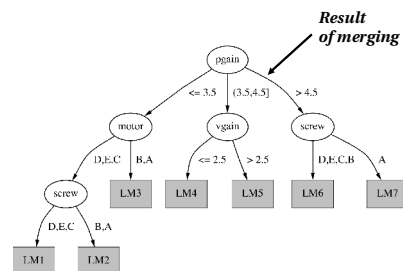 Result
of merging
pgain
<= 3.5
(3.5,4.5]
> 4.5
motor
vgain
screw
D,E,C
B,A
<= 2.5
> 2.5
D,E,C,B
A
screw
LM3
LM4
LM5
LM6
LM7
D,E,C
B,A
LM1
LM2